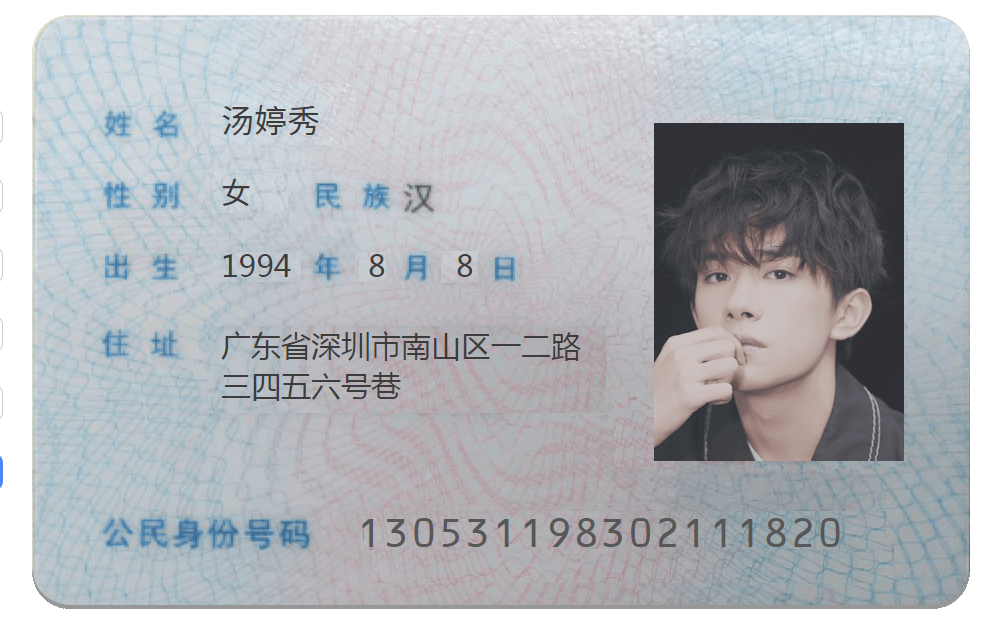 姓名 汤婷秀
性别 女 民族 汉
出生 1994 年 8 月 8 日
住址 广东省深圳市南山区一二路
三四五六号巷
公民身份号码 130531198302111820